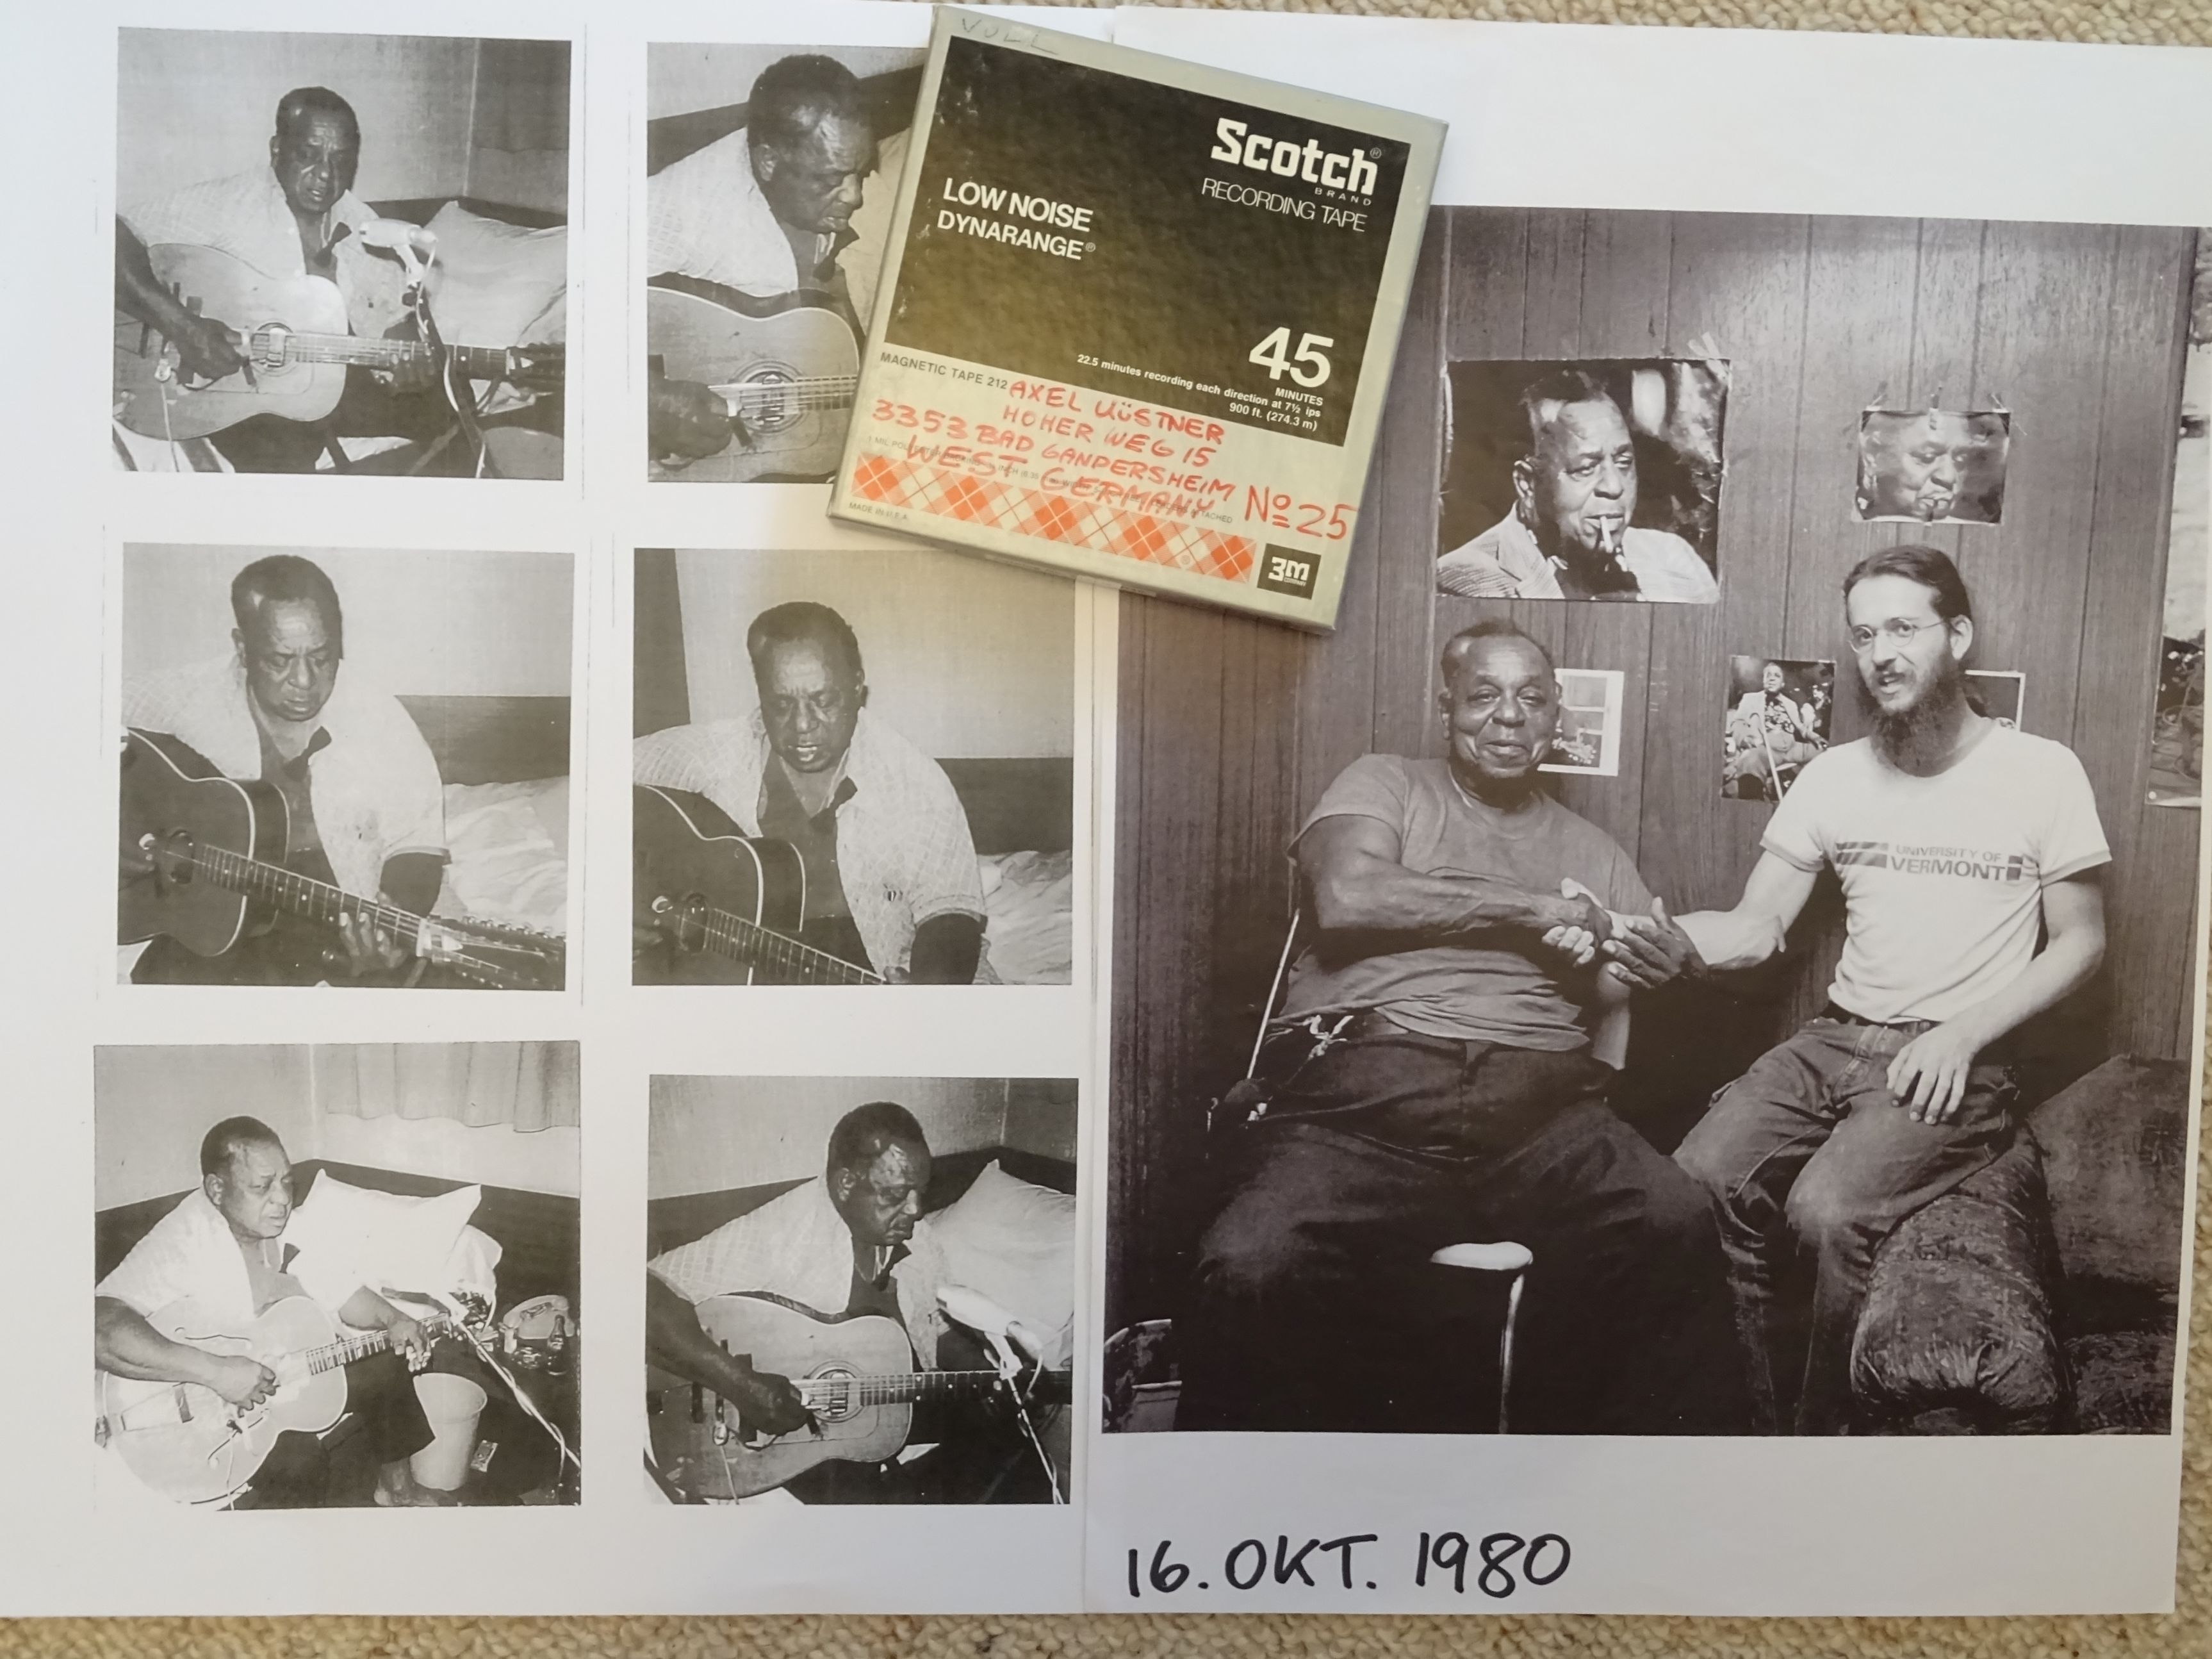 VOLL
Scotch®
BRAND
RECORDING TAPE
LOW NOISE
DYNARANGE®
45
MINUTES
22.5 minutes recording each direction at 7½ ips
900 ft. (274.3 m)
MAGNETIC TAPE 212
AXEL KÜSTNER
HOHER WEG 15
3353 BAD GANDERSHEIM
WEST GERMANY
No 25
MADE IN U.S.A.
3M
COMPANY
UNIVERSITY OF
VERMONT
16. OKT. 1980